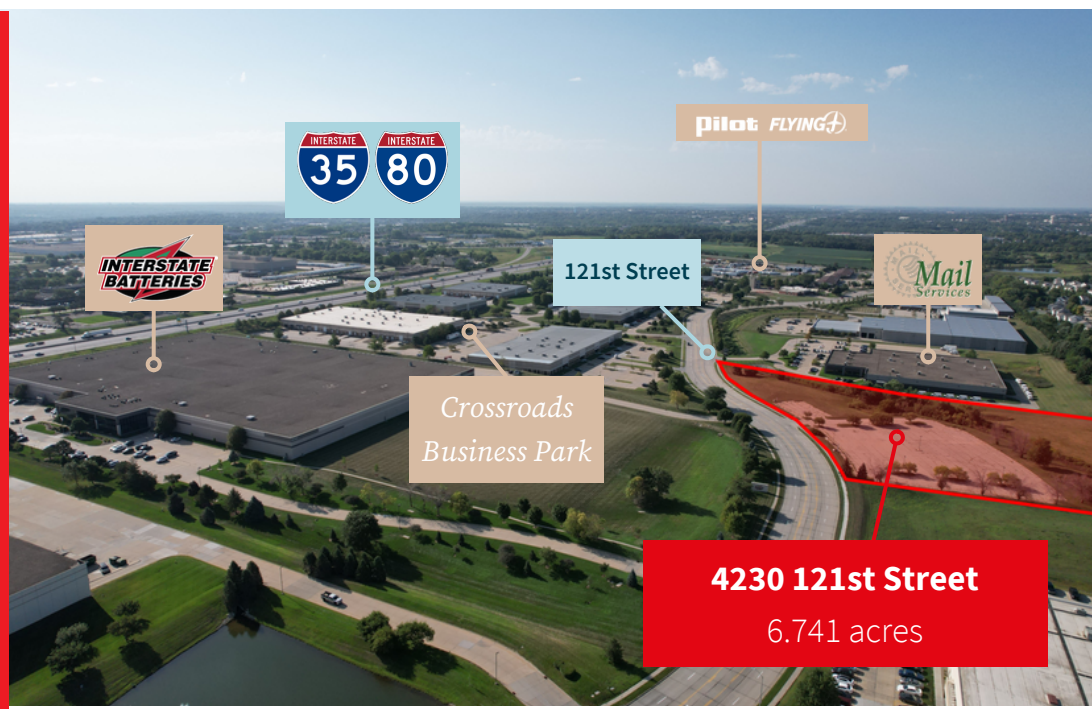 INTERSTATE
35
INTERSTATE
80
Pilot FLYING
INTERSTATE
BATTERIES
121st Street
Mail
Services
Crossroads
Business Park
4230 121st Street
6.741 acres